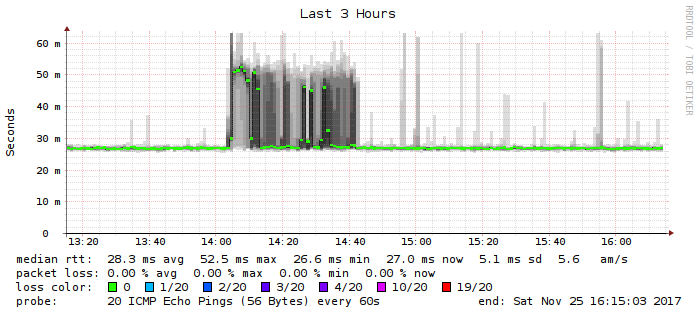 Last 3 Hours
RRDTOOL / TOBI OETIKER
Seconds
60 m
50 m
40 m
30 m
20 m
10 m
0
13:20 13:40 14:00 14:20 14:40 15:00 15:20 15:40 16:00
median rtt: 28.3 ms avg 52.5 ms max 26.6 ms min 27.0 ms now 5.1 ms sd 5.6 am/s
packet loss: 0.00 % avg 0.00 % max 0.00 % min 0.00 % now
loss color: 0 1/20 2/20 3/20 4/20 10/20 19/20
probe: 20 ICMP Echo Pings (56 Bytes) every 60s end: Sat Nov 25 16:15:03 2017